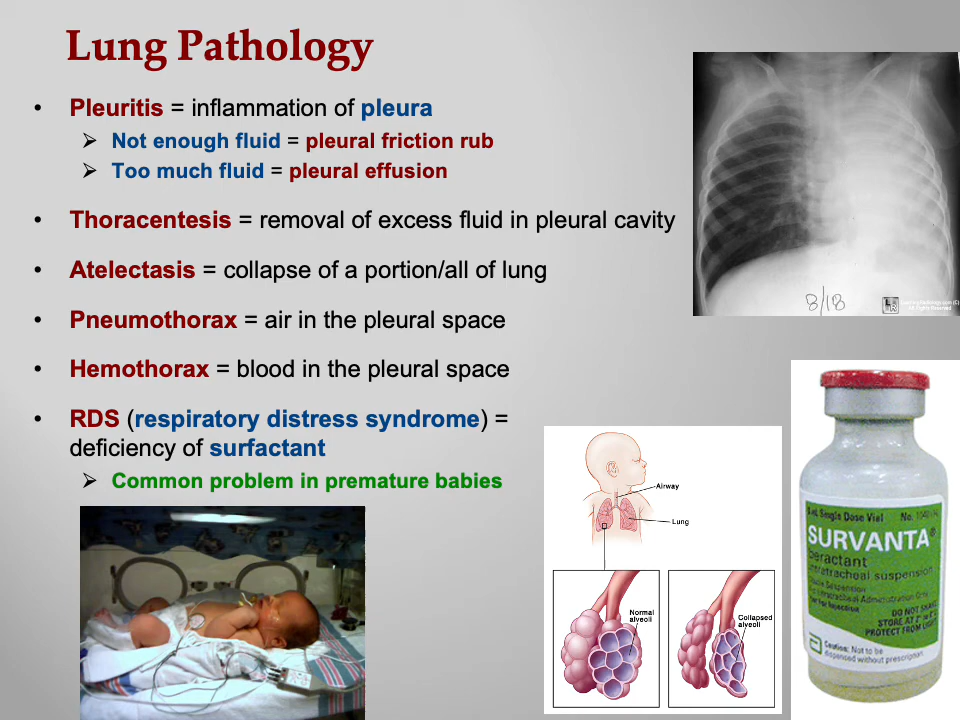 Lung Pathology
• Pleuritis = inflammation of pleura
➢ Not enough fluid = pleural friction rub
➢ Too much fluid = pleural effusion
• Thoracentesis = removal of excess fluid in pleural cavity
• Atelectasis = collapse of a portion/all of lung
• Pneumothorax = air in the pleural space
• Hemothorax = blood in the pleural space
• RDS (respiratory distress syndrome) =
deficiency of surfactant
➢ Common problem in premature babies
8/18
All Rights Reserved
Airway
Lung
Normal
alveoli
Collapsed
alveoli
Single Dose Vial No.
SURVANTA®
beractant
intratracheal suspension
Suspension
Intratracheal Administration Only
For Injection
DO NOT SHAKE
STORE AT 2°
PROTECT FROM LIGHT
Caution: Not to be
dispensed without prescription.